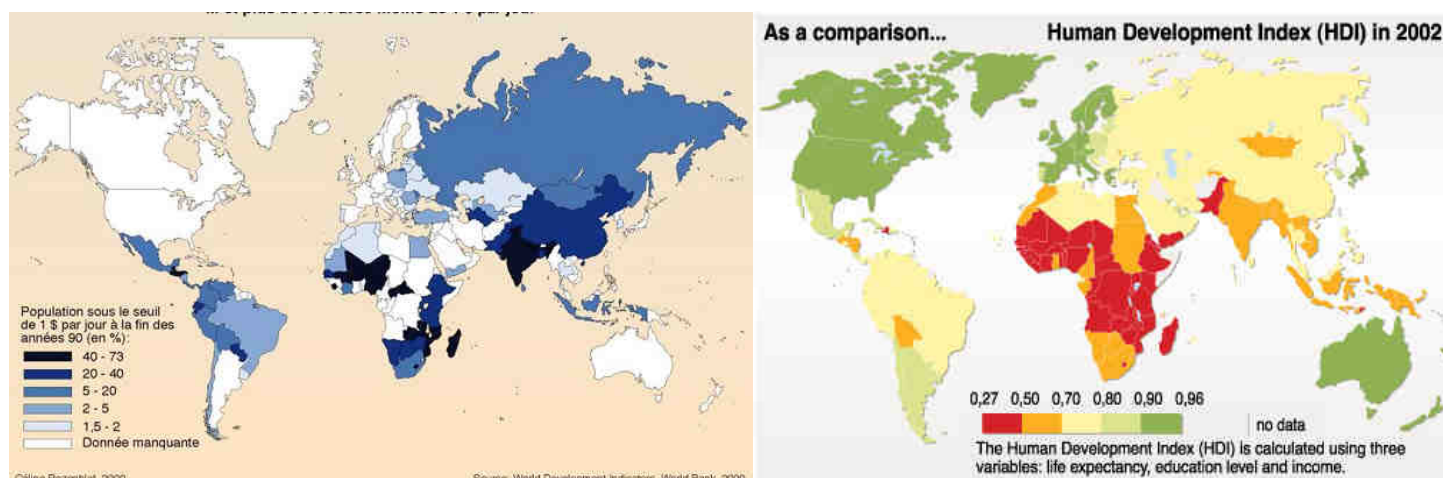 As a comparison...
Human Development Index (HDI) in 2002
Population sous le seuil
de 1 $ par jour à la fin des
années 90 (en %):
40 - 73
20 - 40
5 - 20
2 - 5
1,5 - 2
Donnée manquante
0,27 0,50 0,70 0,80 0,90 0,96
no data
The Human Development Index (HDI) is calculated using three
variables: life expectancy, education level and income.